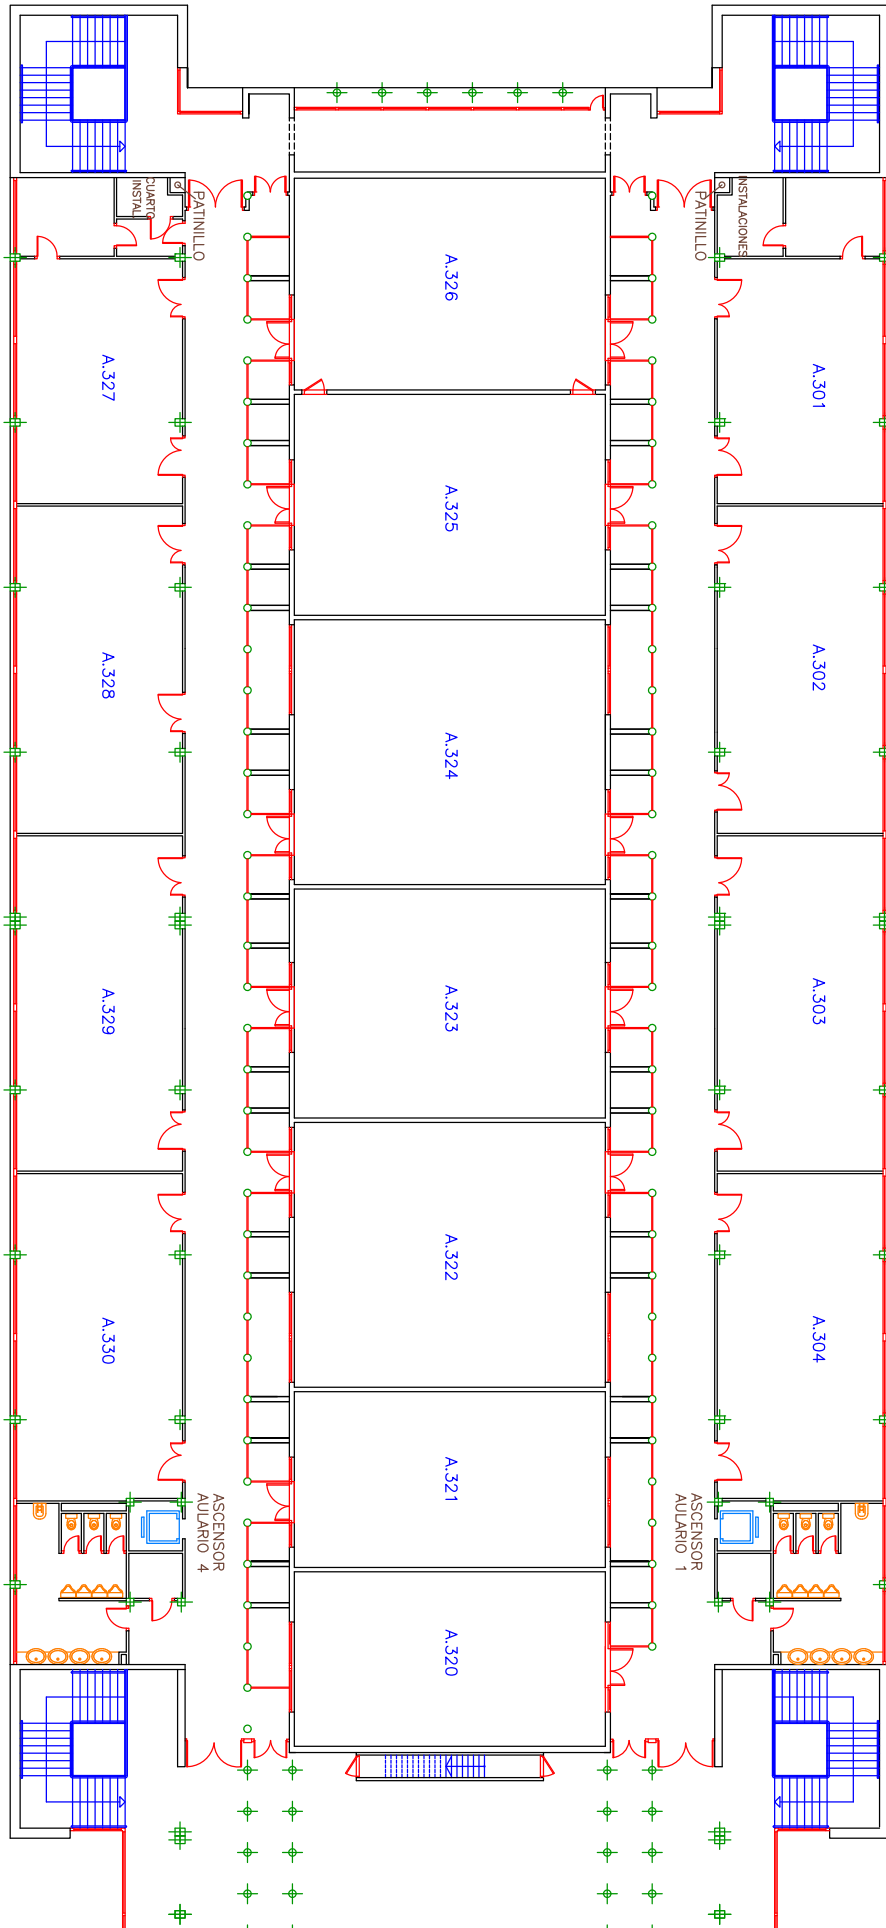 CUARTO
INSTAL.
PATINILLO
PATINILLO
INSTALACIONES
A.326
A.327
A.301
A.325
A.328
A.302
A.324
A.329
A.323
A.303
A.322
A.330
A.304
A.321
ASCENSOR
AULARIO 4
ASCENSOR
AULARIO 1
A.320